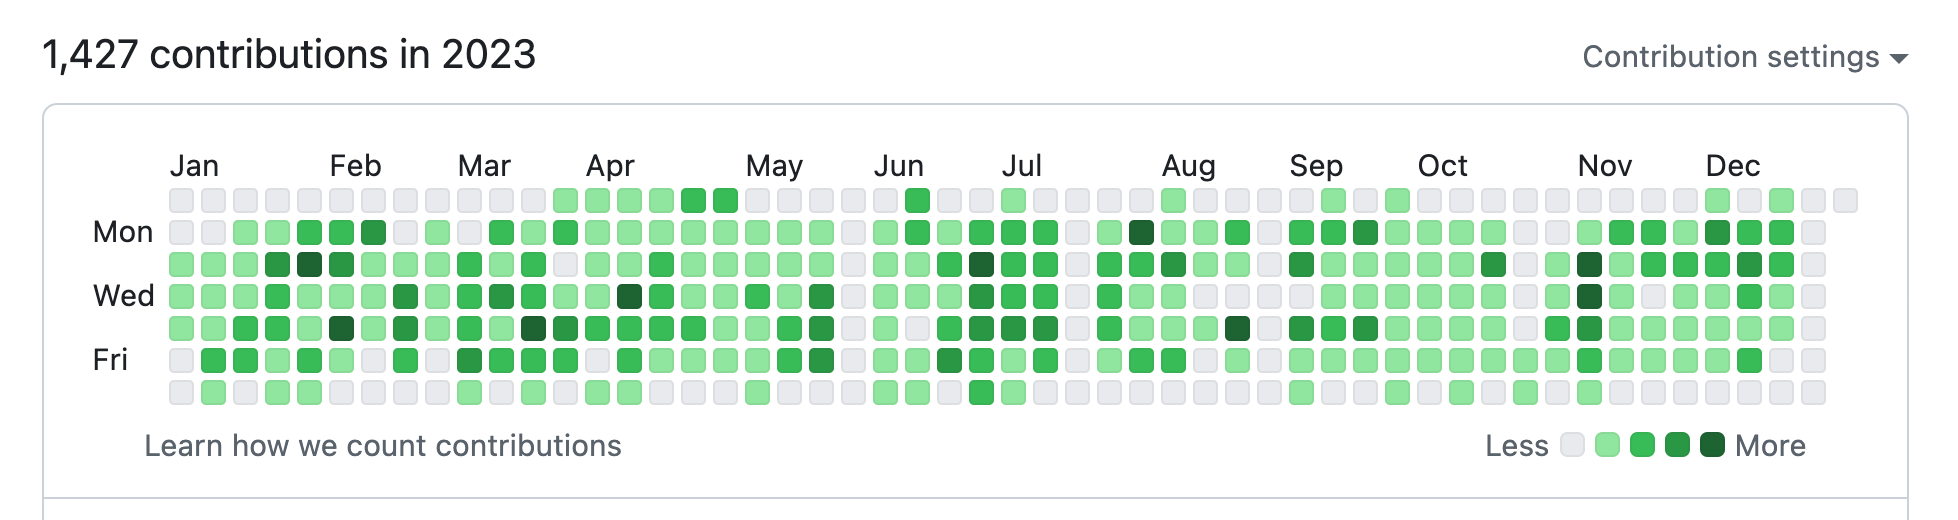 1,427 contributions in 2023
Contribution settings
Jan Feb Mar Apr May Jun Jul Aug Sep Oct Nov Dec
Mon
Wed
Fri
Learn how we count contributions
Less More